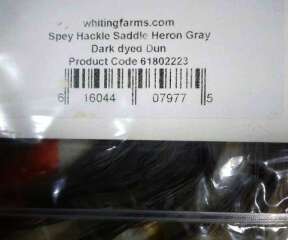 whitingfarms.com
Spey Hackle Saddle Heron Gray
Dark dyed Dun
Product Code 61802223
6 16044 07977 5